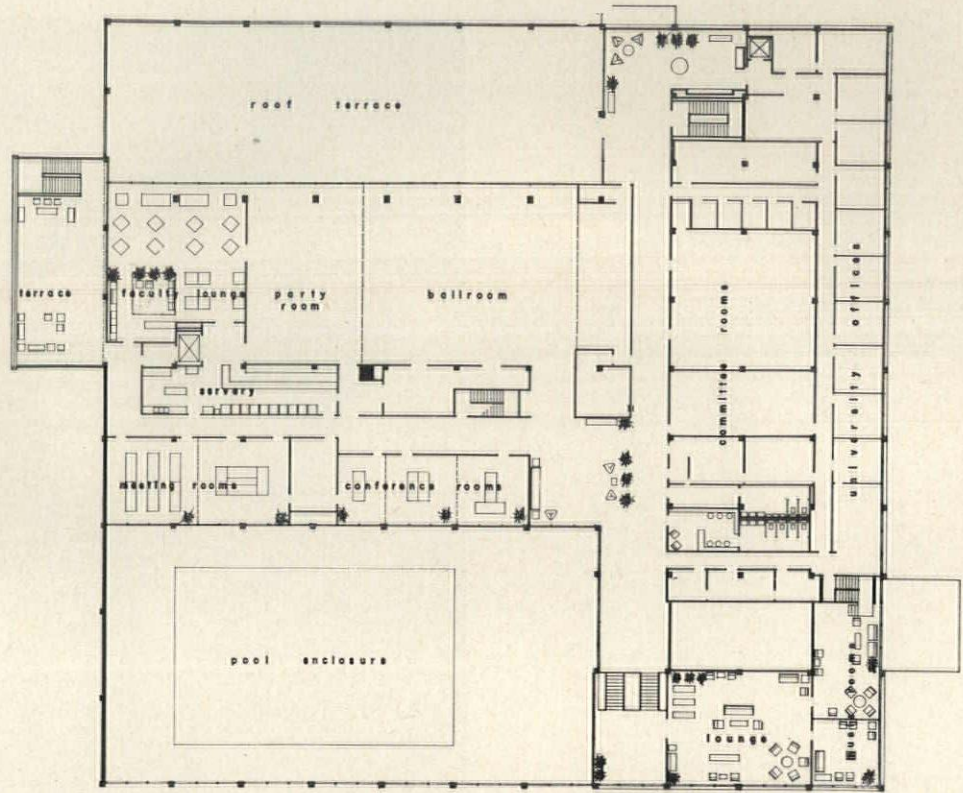 roof terrace
terrace
faculty lounge
party
room
ballroom
servery
meeting rooms
conference rooms
committee rooms
university offices
pool enclosure
lounge
music rooms